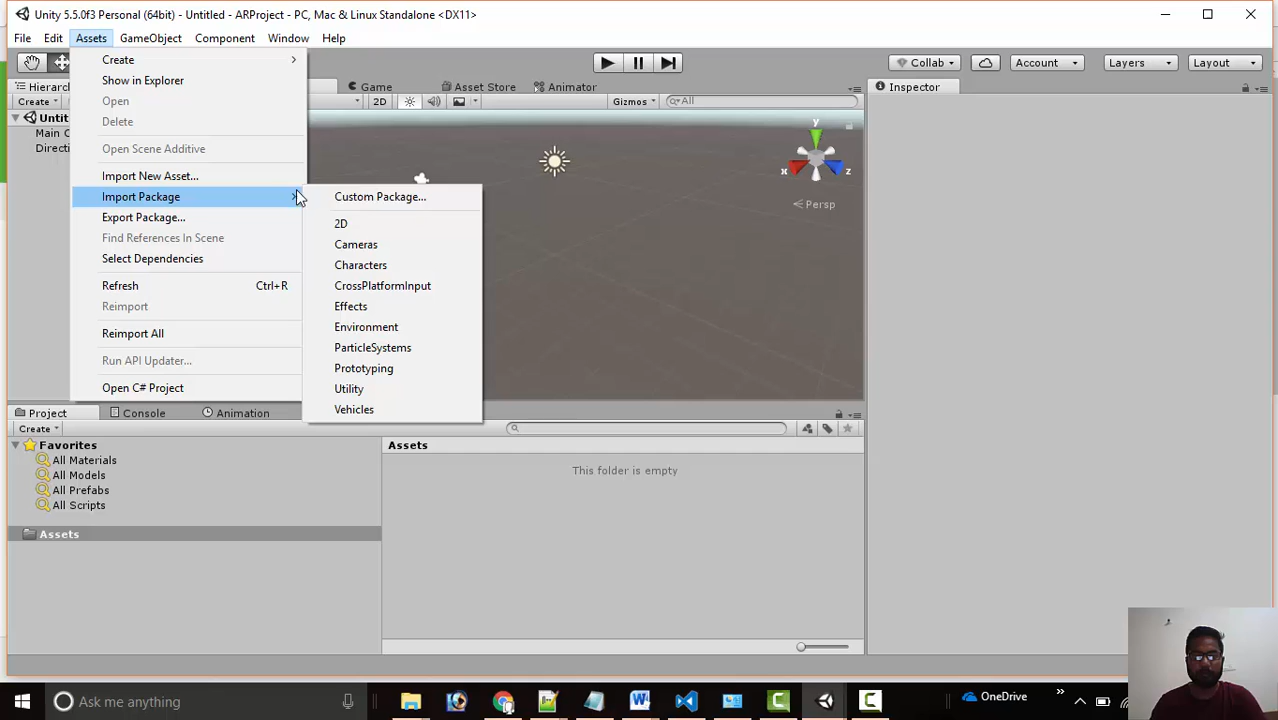 Unity 5.5.0f3 Personal (64bit) - Untitled - ARProject - PC, Mac & Linux Standalone <DX11>
File Edit Assets GameObject Component Window Help
Collab Account Layers Layout
Hierarch Game Asset Store Animator Inspector
Create 2D Gizmos All
Untit
Main C
Directi
Create
Show in Explorer
Open
Delete
Open Scene Additive
Import New Asset...
Import Package
Export Package...
Find References In Scene
Select Dependencies
Refresh Ctrl+R
Reimport
Reimport All
Run API Updater...
Open C# Project
Custom Package...
2D
Cameras
Characters
CrossPlatformInput
Effects
Environment
ParticleSystems
Prototyping
Utility
Vehicles
y
x z
Persp
Project Console Animation
Create
Favorites
All Materials
All Models
All Prefabs
All Scripts
Assets
Assets
This folder is empty
Ask me anything
OneDrive